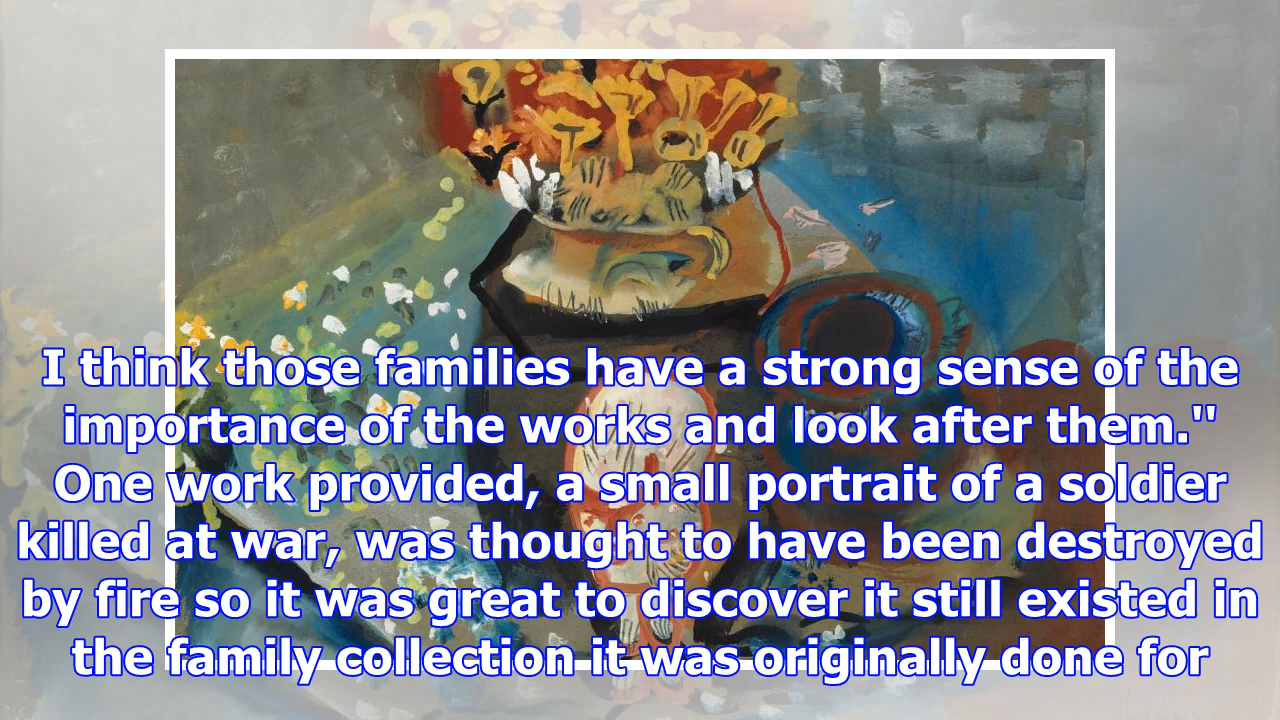 I think those families have a strong sense of the
importance of the works and look after them."
One work provided, a small portrait of a soldier
killed at war, was thought to have been destroyed
by fire so it was great to discover it still existed in
the family collection it was originally done for